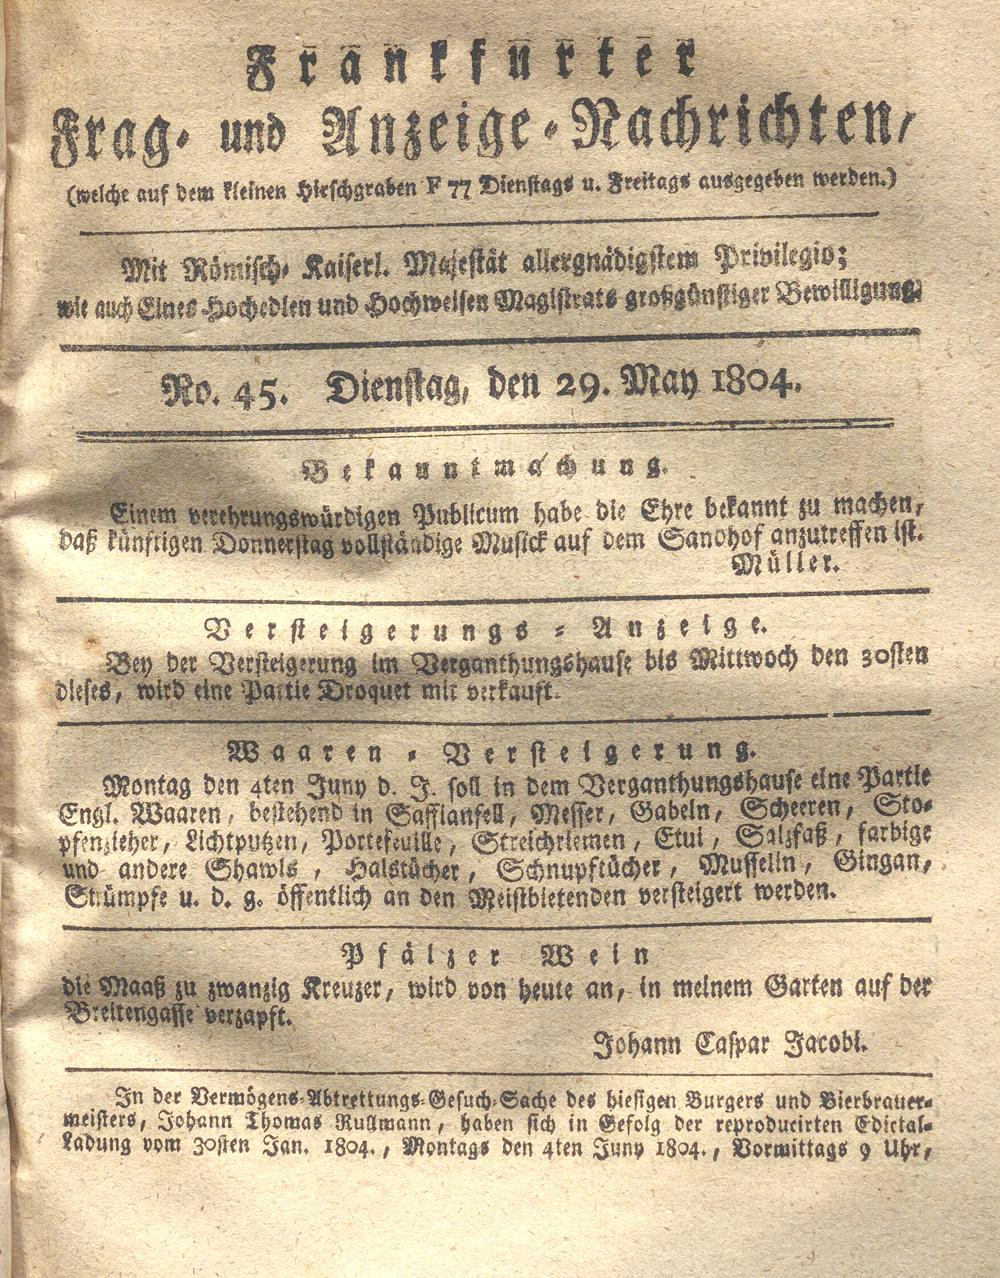 Frankfurter
Frag- und Anzeige-Nachrichten,
(welche auf dem kleinen Hirschgraben F 77 Dienstags u. Freitags ausgegeben werden.)
Mit Römisch- Kaiserl. Majestät allergnädigstem Privilegio;
wie auch Eines Hochedlen und Hochweisen Magistrats großgünstiger Bewilligung.
No. 45. Dienstag, den 29. May 1804.
Bekanntmachung.
Einem verehrungswürdigen Publicum habe die Ehre bekannt zu machen,
daß künftigen Donnerstag vollständige Musick auf dem Sandhof anzutreffen ist.
Müller.
Versteigerungs-Anzeige.
Bey der Versteigerung im Verganthungshause bis Mittwoch den 30sten
dieses, wird eine Partie Droquet mit verkauft.
Waaren-Versteigerung.
Montag den 4ten Juny d. J. soll in dem Verganthungshause eine Partie
Engl. Waaren, bestehend in Saffianfell, Messer, Gabeln, Scheeren, Sto-
pfenzieher, Lichtputzen, Portefeuille, Streichriemen, Etui, Salzfaß, farbige
und andere Shawls, Halstücher, Schnupftücher, Musselin, Gingan,
Strümpfe u. d. g. öffentlich an den Meistbietenden versteigert werden.
Pfälzer Wein
die Maaß zu zwanzig Kreuzer, wird von heute an, in meinem Garten auf der
Breitengasse verzapft.
Johann Caspar Jacobi.
In der Vermögens-Abtrettungs-Gesuch-Sache des hiesigen Burgers und Bierbrauer-
meisters, Johann Thomas Rullmann, haben sich in Gefolg der reproducirten Edictal-
Ladung vom 30sten Jan. 1804., Montags den 4ten Juny 1804., Vormittags 9 Uhr,